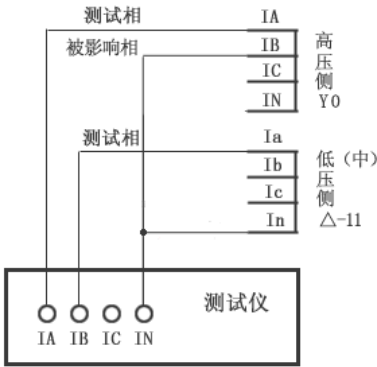 测试相
IA
被影响相
IB
IC
IN
高
压
侧
Y0
测试相
Ia
Ib
Ic
In
低（中）
压
侧
△-11
测试仪
IA IB IC IN